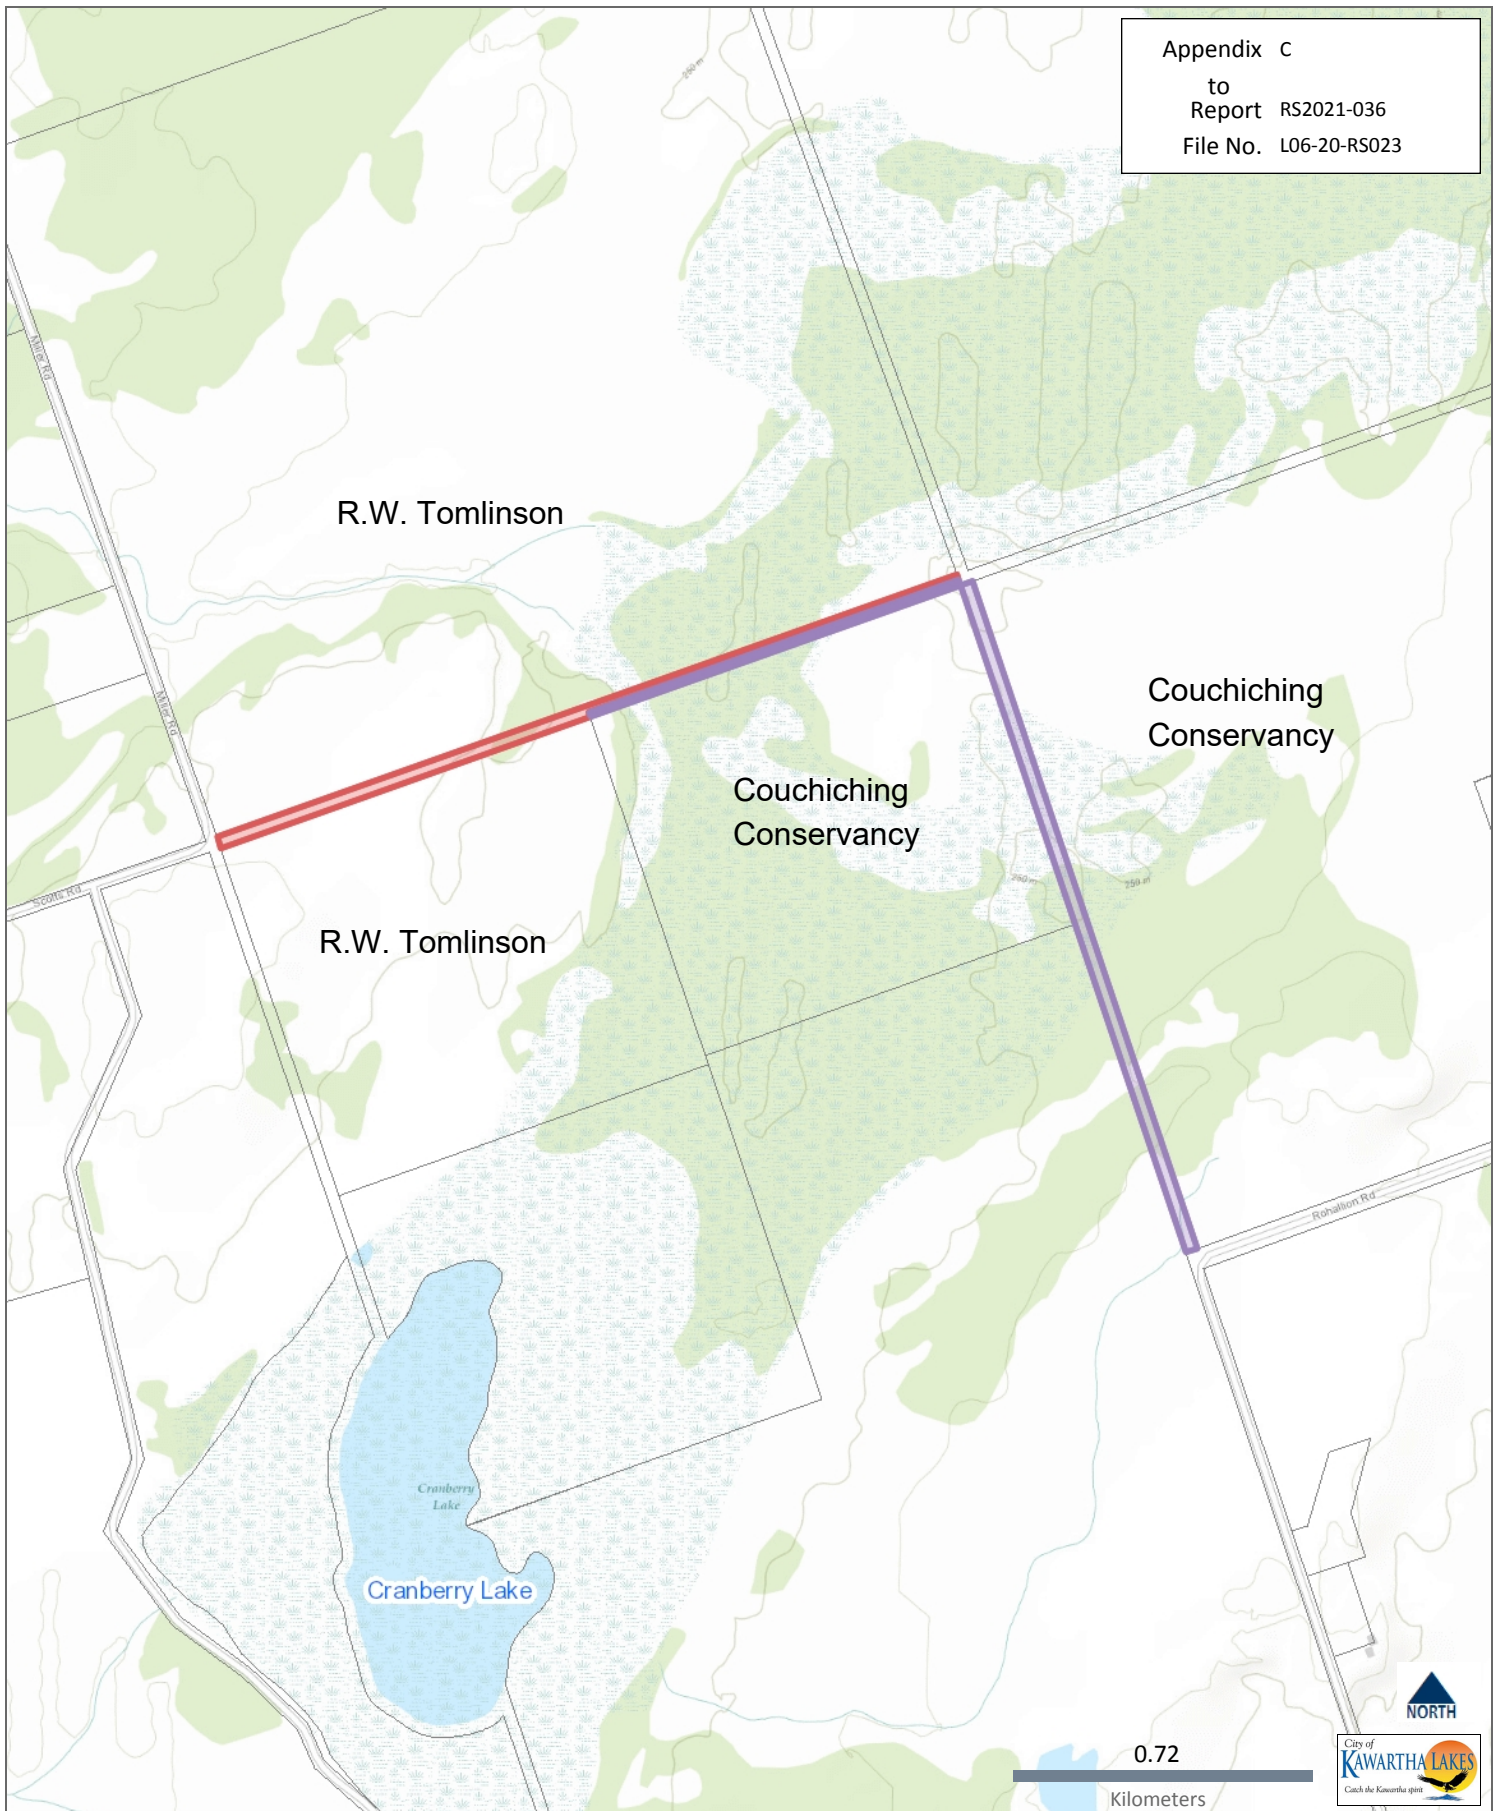 Appendix C
to
Report RS2021-036
File No. L06-20-RS023
250 m
Miller Rd
R.W. Tomlinson
Miller Rd
Couchiching
Conservancy
Couchiching
Conservancy
250 m
250 m
Scotts Rd
R.W. Tomlinson
Rohallion Rd
Cranberry
Lake
Cranberry Lake
NORTH
0.72
Kilometers
City of
KAWARTHA LAKES
Catch the Kawartha spirit